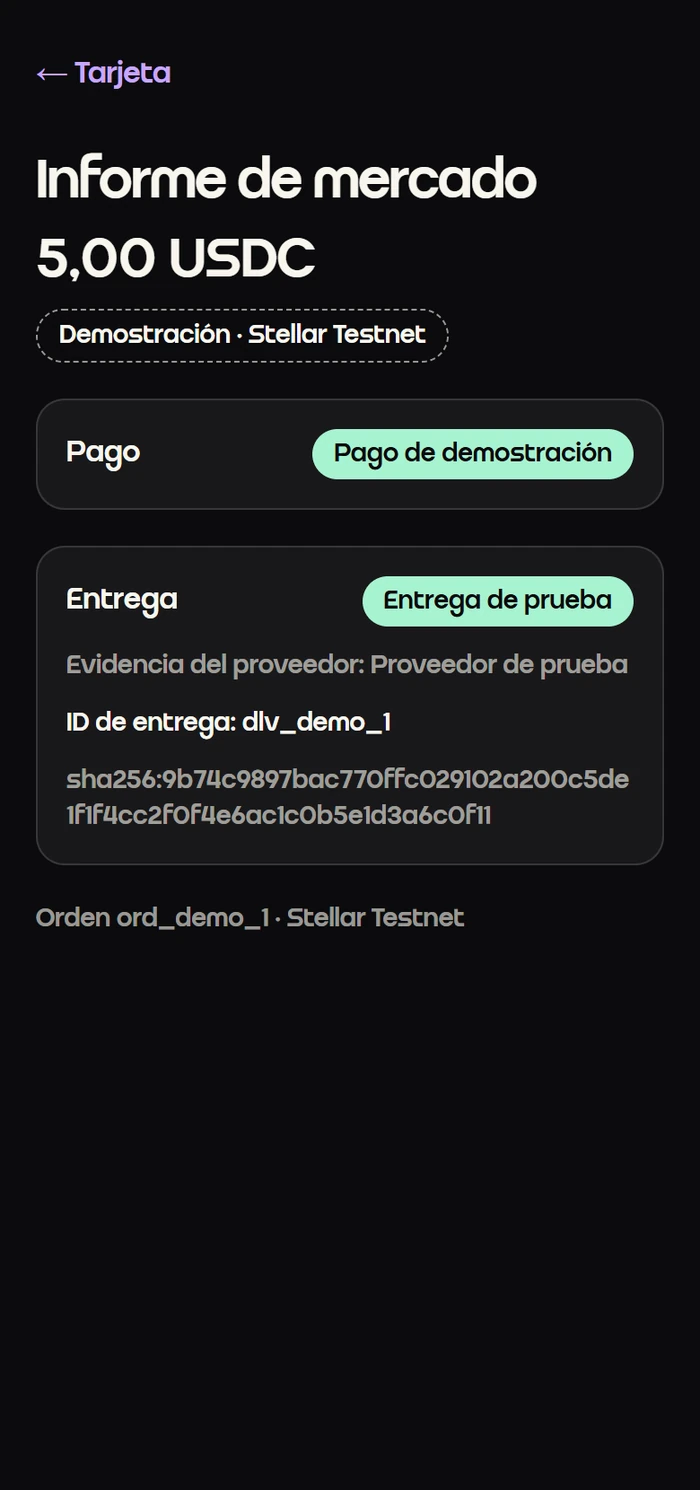 ← Tarjeta
Informe de mercado
5,00 USDC
Demostración · Stellar Testnet
Pago
Pago de demostración
Entrega
Entrega de prueba
Evidencia del proveedor: Proveedor de prueba
ID de entrega: dlv_demo_1
sha256:9b74c9897bac770ffc029102a200c5de
1f1f4cc2f0f4e6ac1c0b5e1d3a6c0f11
Orden ord_demo_1 · Stellar Testnet